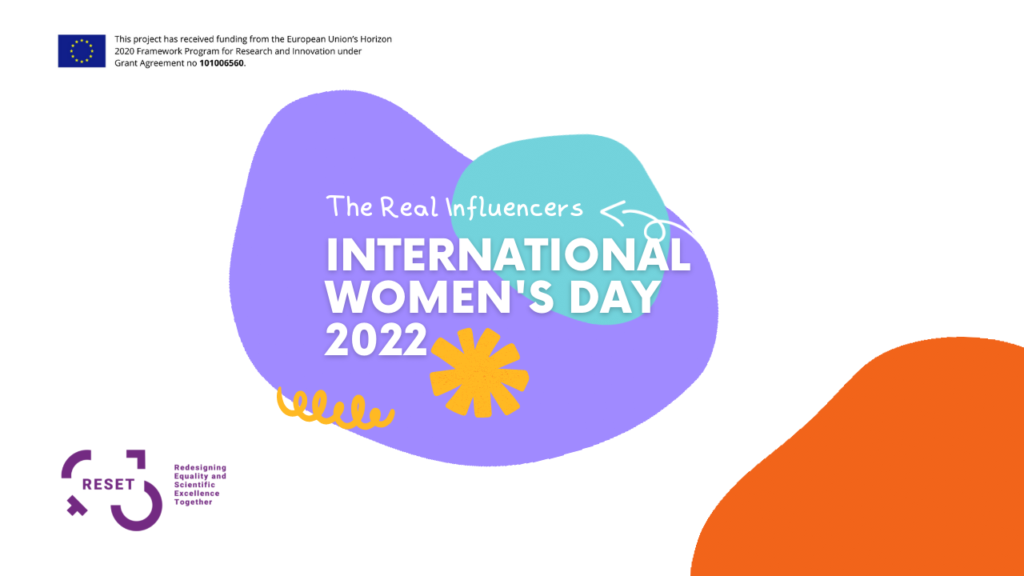 This project has received funding from the European Union's Horizon
2020 Framework Program for Research and Innovation under
Grant Agreement no 101006560.
The Real Influencers
INTERNATIONAL
WOMEN'S DAY
2022
RESET
Redesigning
Equality and
Scientific
Excellence
Together